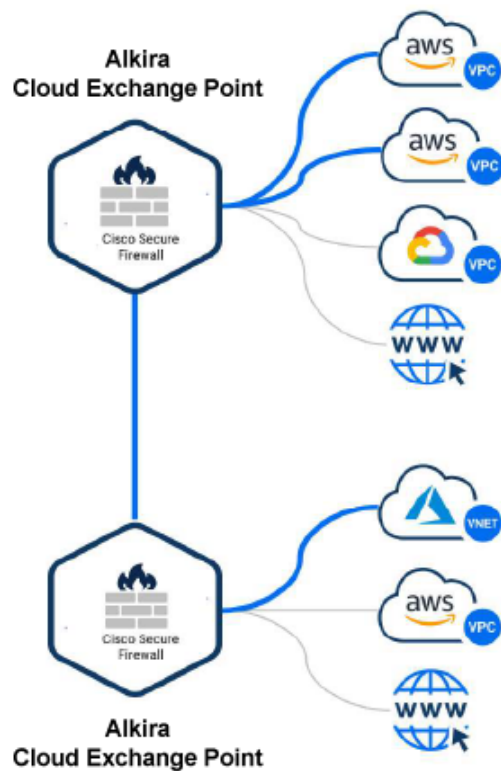 Alkira
Cloud Exchange Point
Cisco Secure
Firewall
aws
VPC
aws
VPC
VPC
WWW
Cisco Secure
Firewall
VNET
aws
VPC
WWW
Alkira
Cloud Exchange Point